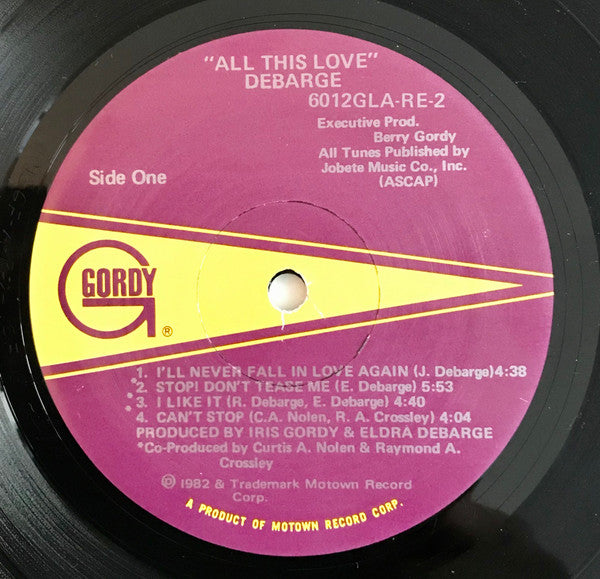 "ALL THIS LOVE"
DEBARGE
6012GLA-RE-2
Executive Prod.
Berry Gordy
All Tunes Published by
Jobete Music Co., Inc.
(ASCAP)
Side One
GORDY
®
1. I'LL NEVER FALL IN LOVE AGAIN (J. Debarge)4:38
*2. STOP! DON'T TEASE ME (E. Debarge) 5:53
* 3. I LIKE IT (R. Debarge, E. Debarge) 4:40
4. CAN'T STOP (C.A. Nolen, R. A. Crossley) 4:04
PRODUCED BY IRIS GORDY & ELDRA DEBARGE
*Co-Produced by Curtis A. Nolen & Raymond A.
Crossley
℗ 1982 & Trademark Motown Record
Corp.
A PRODUCT OF MOTOWN RECORD CORP.